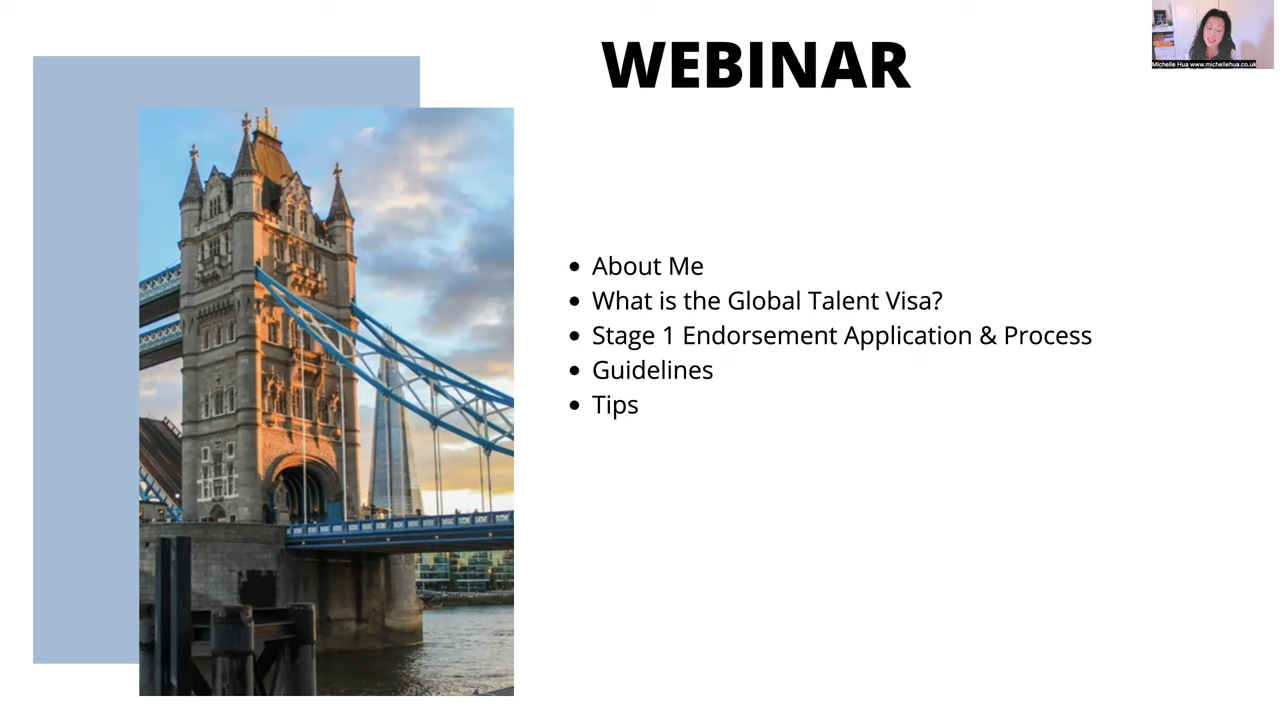 WEBINAR
Michelle Hua www.michellehua.co.uk
About Me
What is the Global Talent Visa?
Stage 1 Endorsement Application & Process
Guidelines
Tips